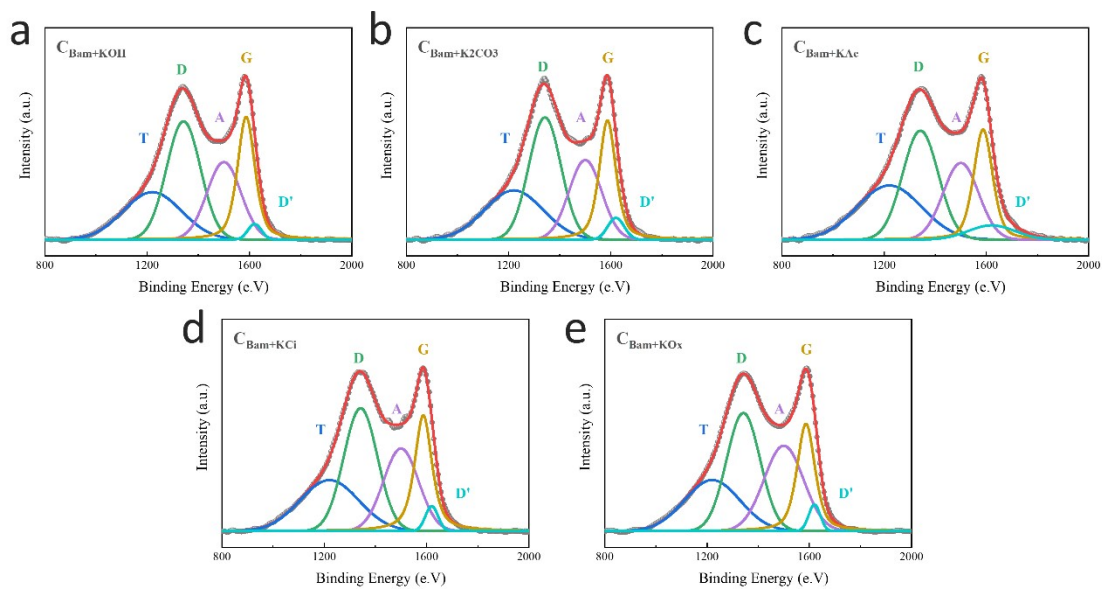 a
C_Bam+KOH
D
G
A
T
D'
Intensity (a.u.)
800 1200 1600 2000
Binding Energy (e.V)
b
C_Bam+K2CO3
D
G
A
T
D'
Intensity (a.u.)
800 1200 1600 2000
Binding Energy (e.V)
c
C_Bam+KAc
D
G
A
T
D'
Intensity (a.u.)
800 1200 1600 2000
Binding Energy (e.V)
d
C_Bam+KCi
D
G
A
T
D'
Intensity (a.u.)
800 1200 1600 2000
Binding Energy (e.V)
e
C_Bam+KOx
D
G
A
T
D'
Intensity (a.u.)
800 1200 1600 2000
Binding Energy (e.V)